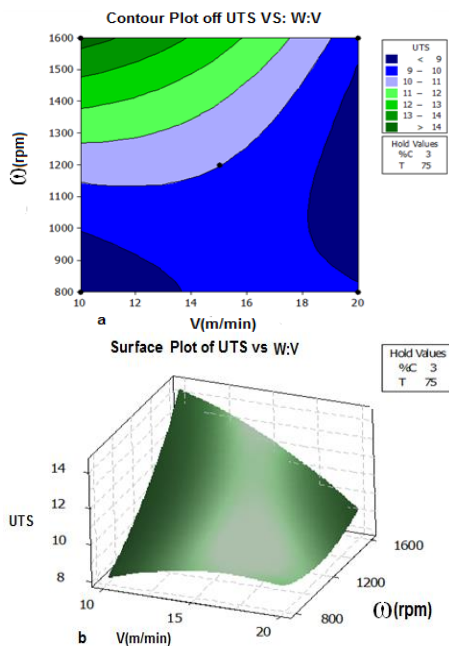 Contour Plot off UTS VS: W:V
1600
1500
1400
1300
1200
1100
1000
900
800
ω(rpm)
10 12 14 16 18 20
V(m/min)
a
UTS
< 9
9 – 10
10 – 11
11 – 12
12 – 13
13 – 14
> 14
Hold Values
%C 3
T 75
Surface Plot of UTS vs W:V
Hold Values
%C 3
T 75
14
12
10
8
UTS
10
15
20
V(m/min)
800
1200
1600
ω(rpm)
b